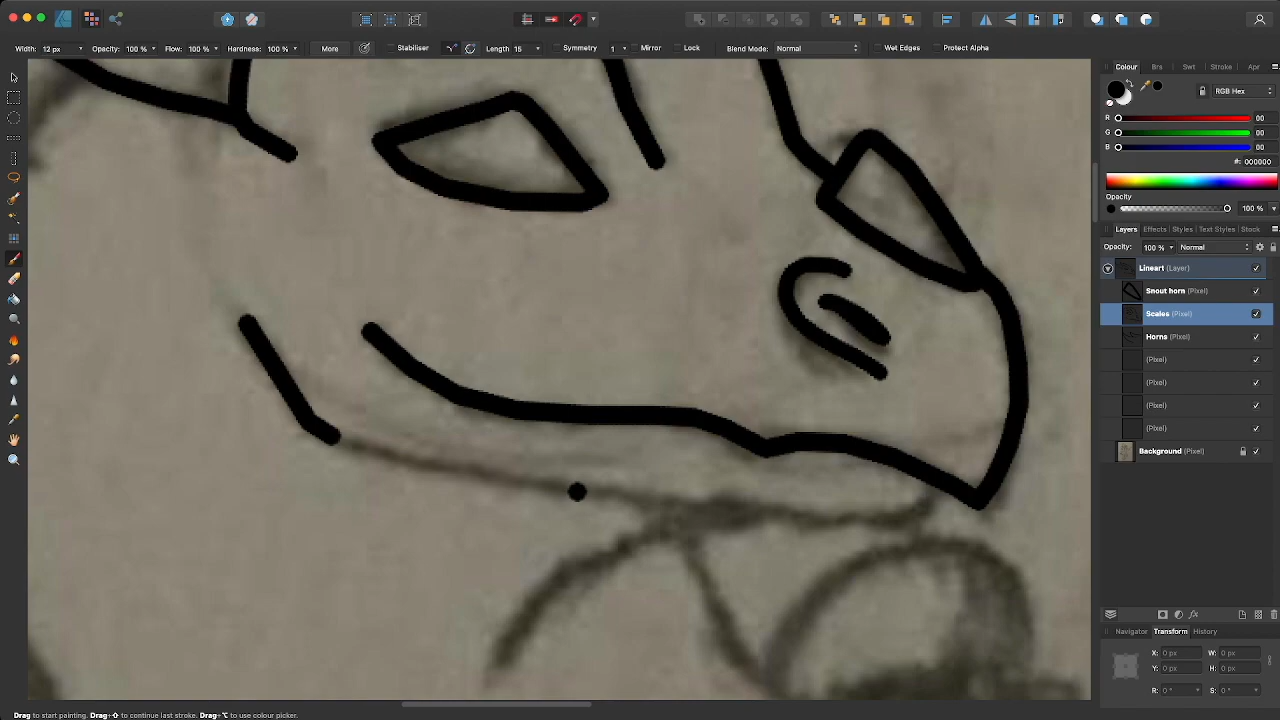 Width: 12 px Opacity: 100 % Flow: 100 % Hardness: 100 % More Stabiliser Length 15 Symmetry 1 Mirror Lock Blend Mode: Normal Wet Edges Protect Alpha
Colour Brs Swt Stroke Apr
RGB Hex
R 00
G 00
B 00
#: 000000
Opacity
100 %
Layers Effects Styles Text Styles Stock
Opacity: 100 % Normal
Lineart (Layer)
Snout horn (Pixel)
Scales (Pixel)
Horns (Pixel)
(Pixel)
(Pixel)
(Pixel)
(Pixel)
Background (Pixel)
Navigator Transform History
X: 0 px W: 0 px
Y: 0 px H: 0 px
R: 0 ° S: 0 °
Drag to start painting. Drag+⇧ to continue last stroke. Drag+⌥ to use colour picker.